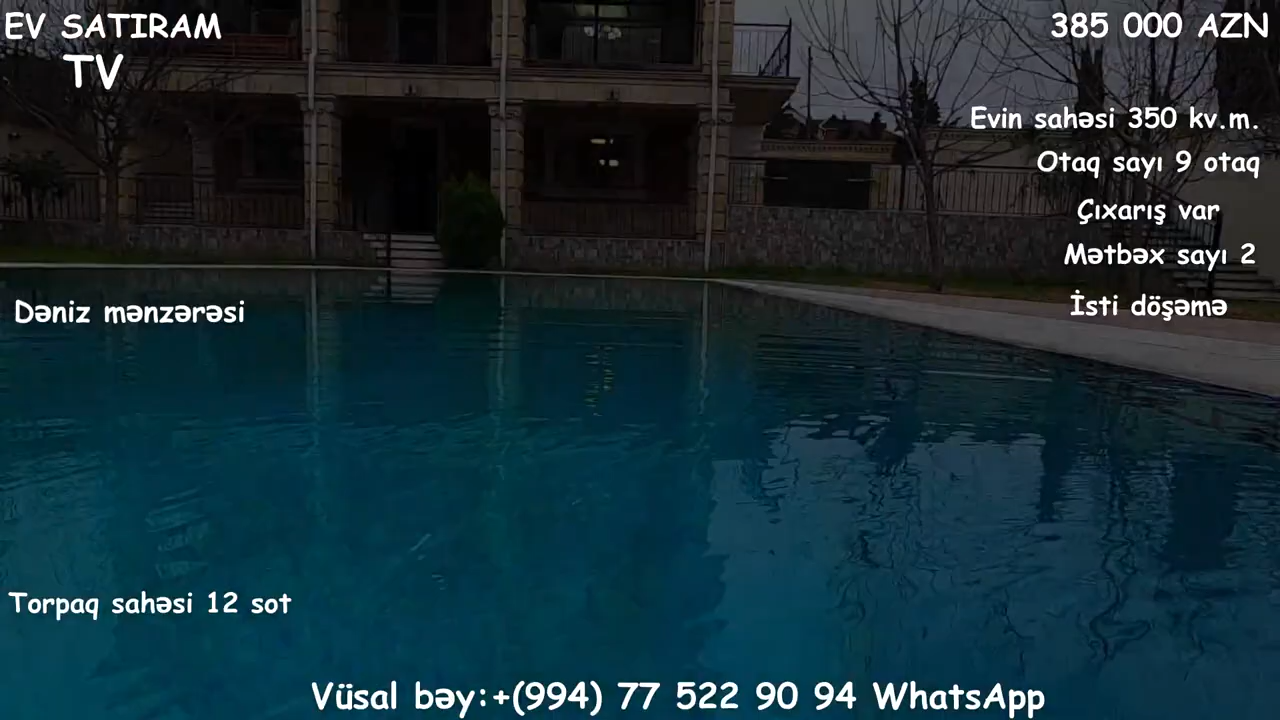 EV SATIRAM
TV
385 000 AZN
Evin sahəsi 350 kv.m.
Otaq sayı 9 otaq
Çıxarış var
Mətbəx sayı 2
İsti döşəmə
Dəniz mənzərəsi
Torpaq sahəsi 12 sot
Vüsal bəy:+(994) 77 522 90 94 WhatsApp